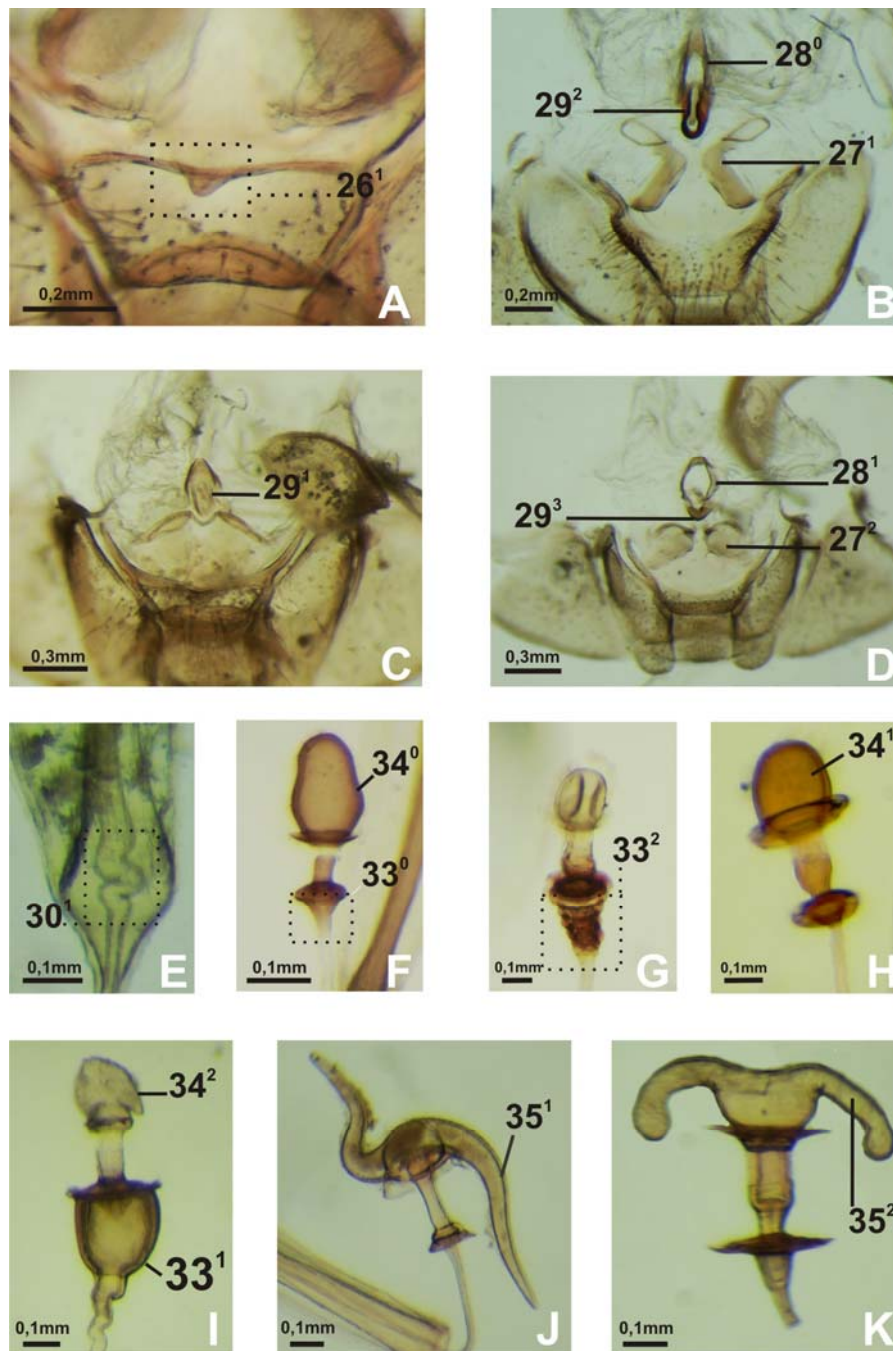 26¹
0,2mm
A
28⁰
29²
27¹
0,2mm
B
29¹
0,3mm
C
28¹
29³
27²
0,3mm
D
30¹
0,1mm
E
34⁰
33⁰
0,1mm
F
33²
0,1mm
G
34¹
0,1mm
H
34²
33¹
0,1mm
I
35¹
0,1mm
J
35²
0,1mm
K